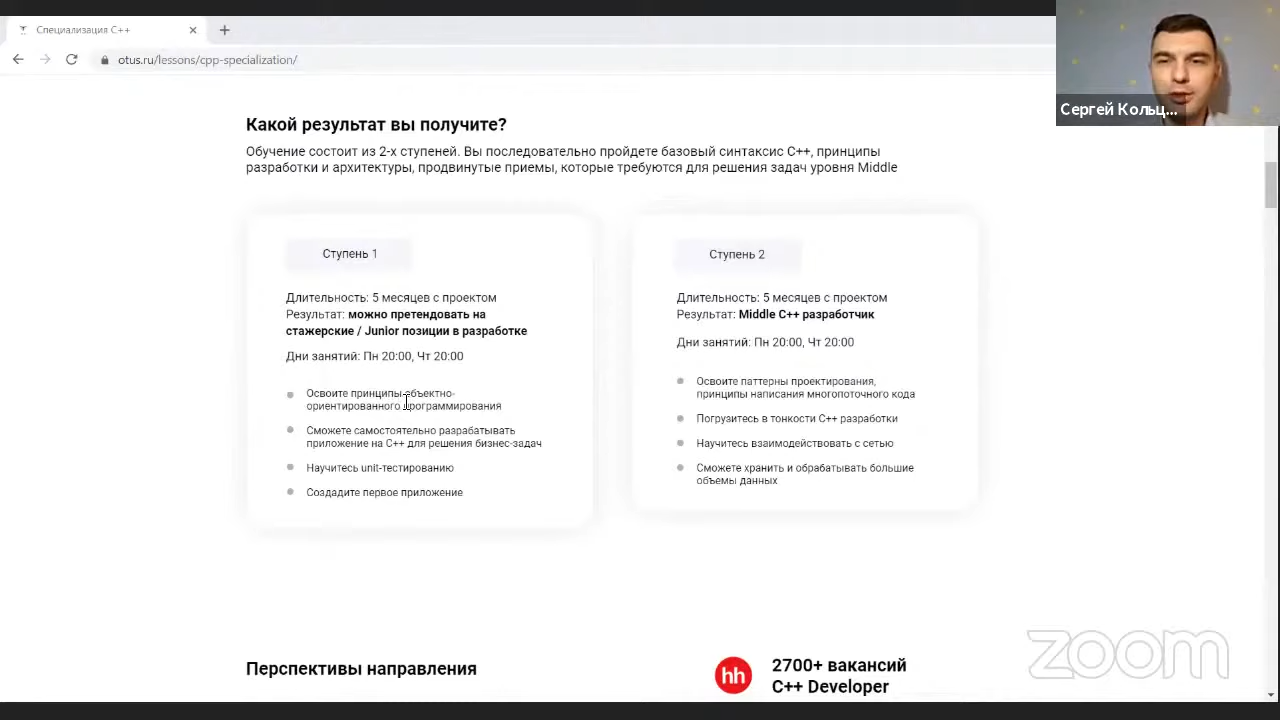 Специализация C++
otus.ru/lessons/cpp-specialization/
Сергей Кольц...
Какой результат вы получите?
Обучение состоит из 2-х ступеней. Вы последовательно пройдете базовый синтаксис C++, принципы
разработки и архитектуры, продвинутые приемы, которые требуются для решения задач уровня Middle
Ступень 1
Длительность: 5 месяцев с проектом
Результат: можно претендовать на
стажерские / Junior позиции в разработке
Дни занятий: Пн 20:00, Чт 20:00
Освоите принципы объектно-
ориентированного программирования
Сможете самостоятельно разрабатывать
приложение на C++ для решения бизнес-задач
Научитесь unit-тестированию
Создадите первое приложение
Ступень 2
Длительность: 5 месяцев с проектом
Результат: Middle C++ разработчик
Дни занятий: Пн 20:00, Чт 20:00
Освоите паттерны проектирования,
принципы написания многопоточного кода
Погрузитесь в тонкости C++ разработки
Научитесь взаимодействовать с сетью
Сможете хранить и обрабатывать большие
объемы данных
Перспективы направления
hh
2700+ вакансий
C++ Developer
zoom